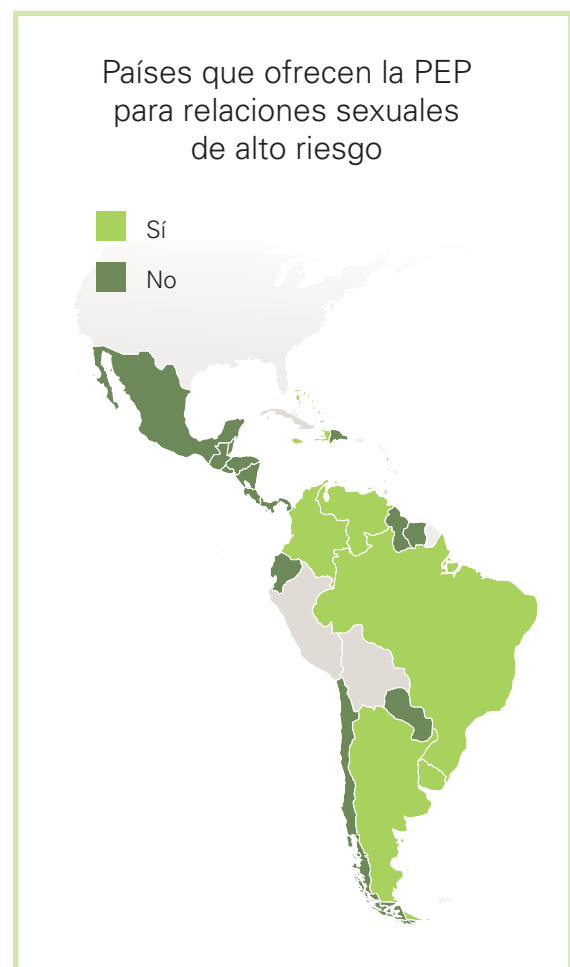 Países que ofrecen la PEP
para relaciones sexuales
de alto riesgo
Sí
No